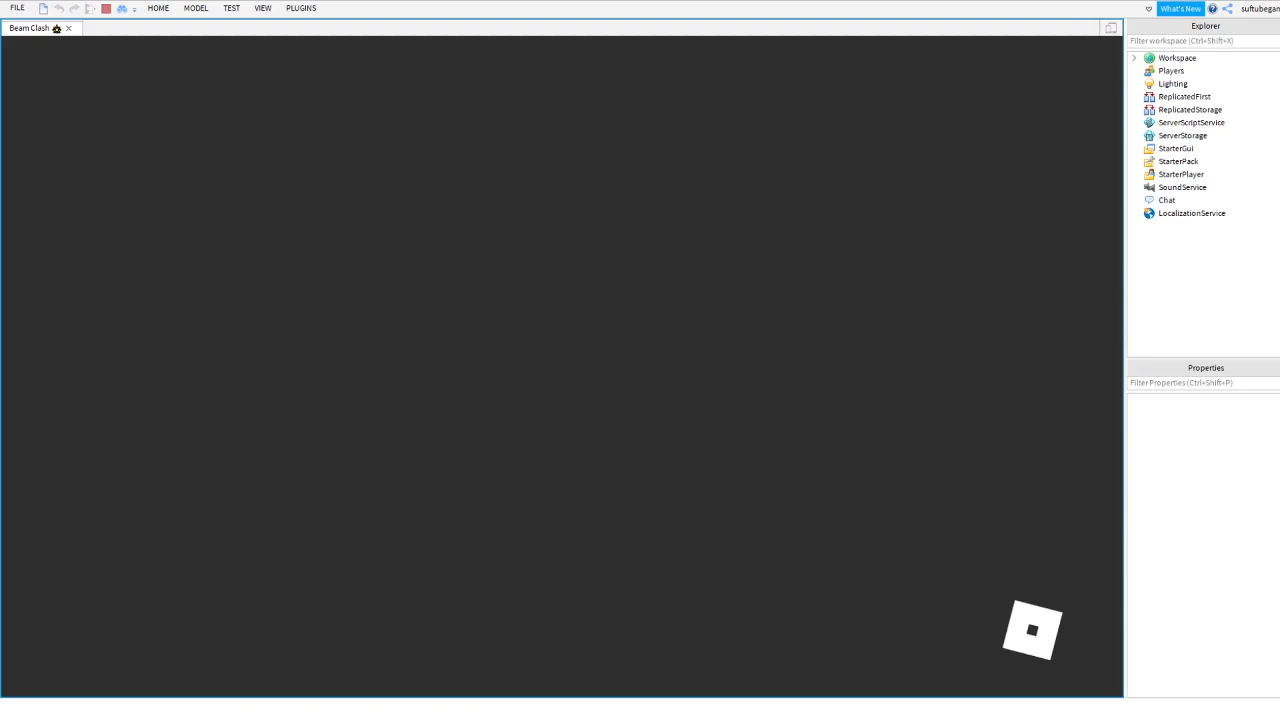 FILE HOME MODEL TEST VIEW PLUGINS What's New suftubegam
Beam Clash
Explorer
Filter workspace (Ctrl+Shift+X)
Workspace
Players
Lighting
ReplicatedFirst
ReplicatedStorage
ServerScriptService
ServerStorage
StarterGui
StarterPack
StarterPlayer
SoundService
Chat
LocalizationService
Properties
Filter Properties (Ctrl+Shift+P)